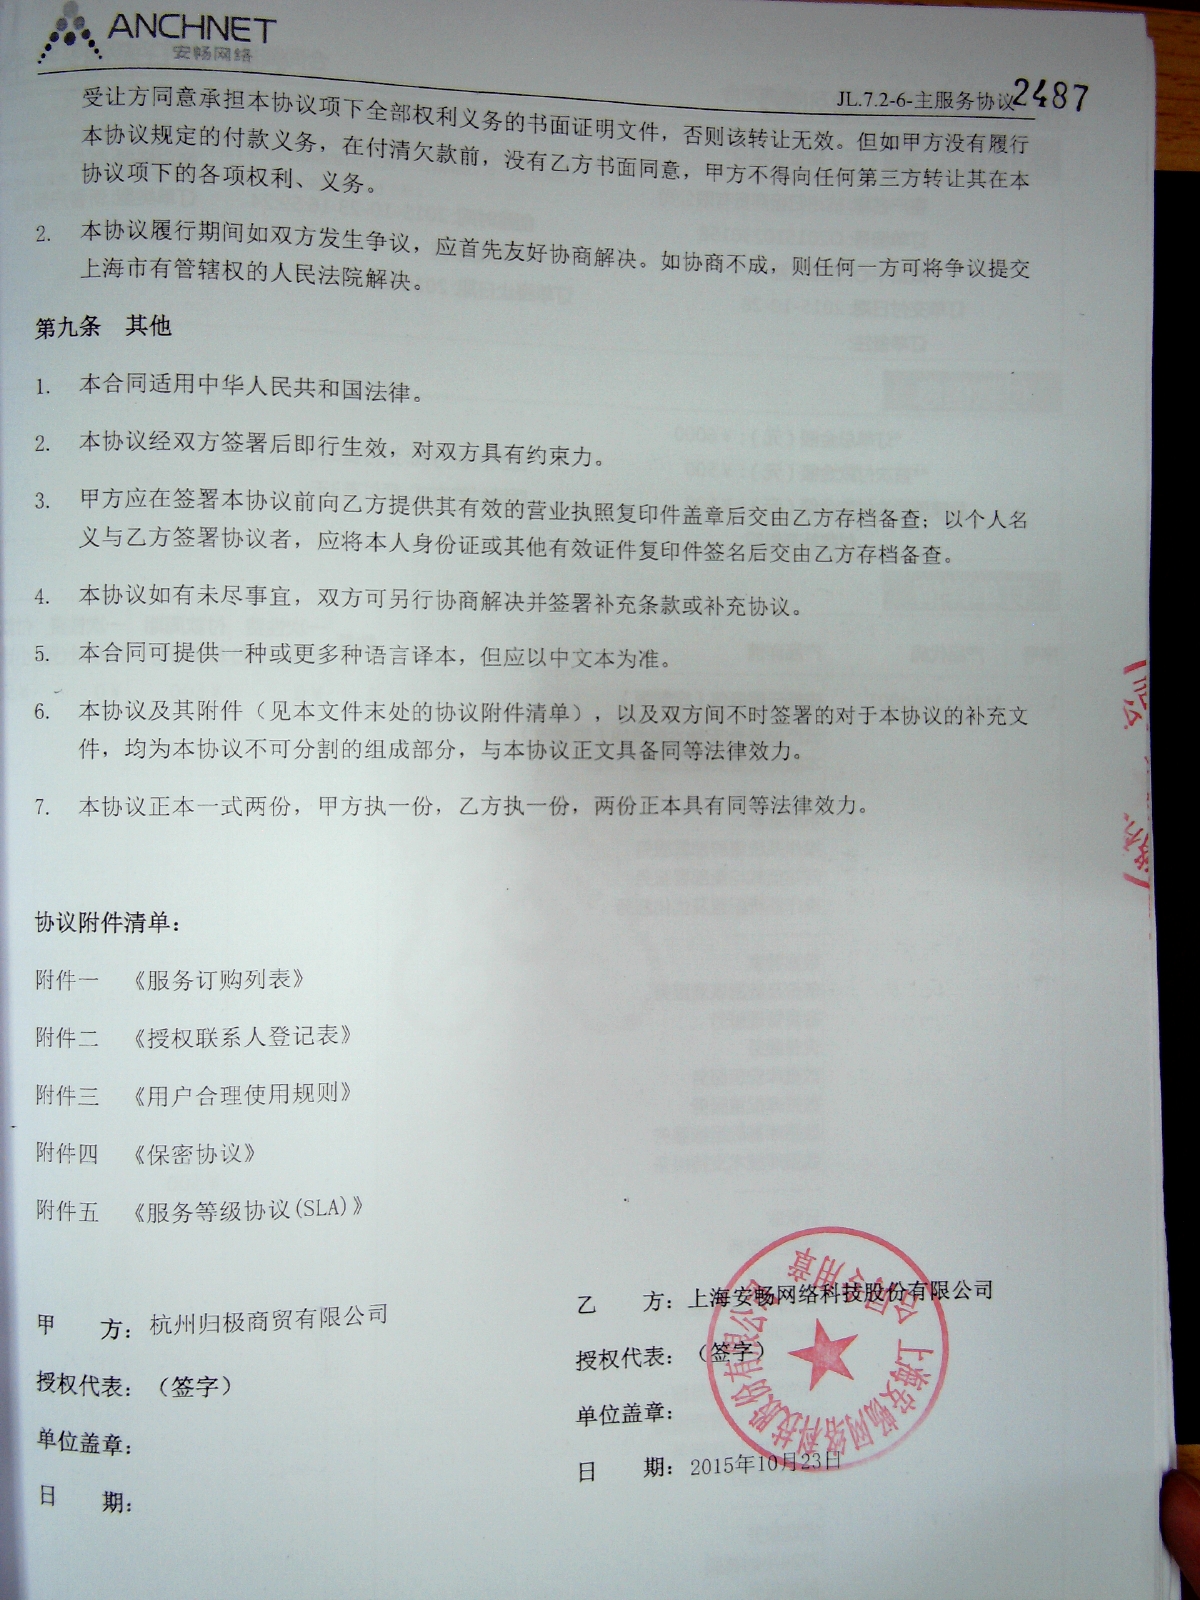 ANCHNET
安畅网络
JL.7.2-6-主服务协议
2487
受让方同意承担本协议项下全部权利义务的书面证明文件，否则该转让无效。但如甲方没有履行
本协议规定的付款义务，在付清欠款前，没有乙方书面同意，甲方不得向任何第三方转让其在本
协议项下的各项权利、义务。
2. 本协议履行期间如双方发生争议，应首先友好协商解决。如协商不成，则任何一方可将争议提交
上海市有管辖权的人民法院解决。
第九条 其他
1. 本合同适用中华人民共和国法律。
2. 本协议经双方签署后即行生效，对双方具有约束力。
3. 甲方应在签署本协议前向乙方提供其有效的营业执照复印件盖章后交由乙方存档备查；以个人名
义与乙方签署协议者，应将本人身份证或其他有效证件复印件签名后交由乙方存档备查。
4. 本协议如有未尽事宜，双方可另行协商解决并签署补充条款或补充协议。
5. 本合同可提供一种或更多种语言译本，但应以中文本为准。
6. 本协议及其附件（见本文件末处的协议附件清单），以及双方间不时签署的对于本协议的补充文
件，均为本协议不可分割的组成部分，与本协议正文具备同等法律效力。
7. 本协议正本一式两份，甲方执一份，乙方执一份，两份正本具有同等法律效力。
协议附件清单：
附件一 《服务订购列表》
附件二 《授权联系人登记表》
附件三 《用户合理使用规则》
附件四 《保密协议》
附件五 《服务等级协议(SLA)》
甲 方：杭州归极商贸有限公司
授权代表：（签字）
单位盖章：
日 期：
乙 方：上海安畅网络科技股份有限公司
授权代表：（签字）
单位盖章：
日 期：2015年10月23日
上海安畅网络科技股份有限公司
合同专用章